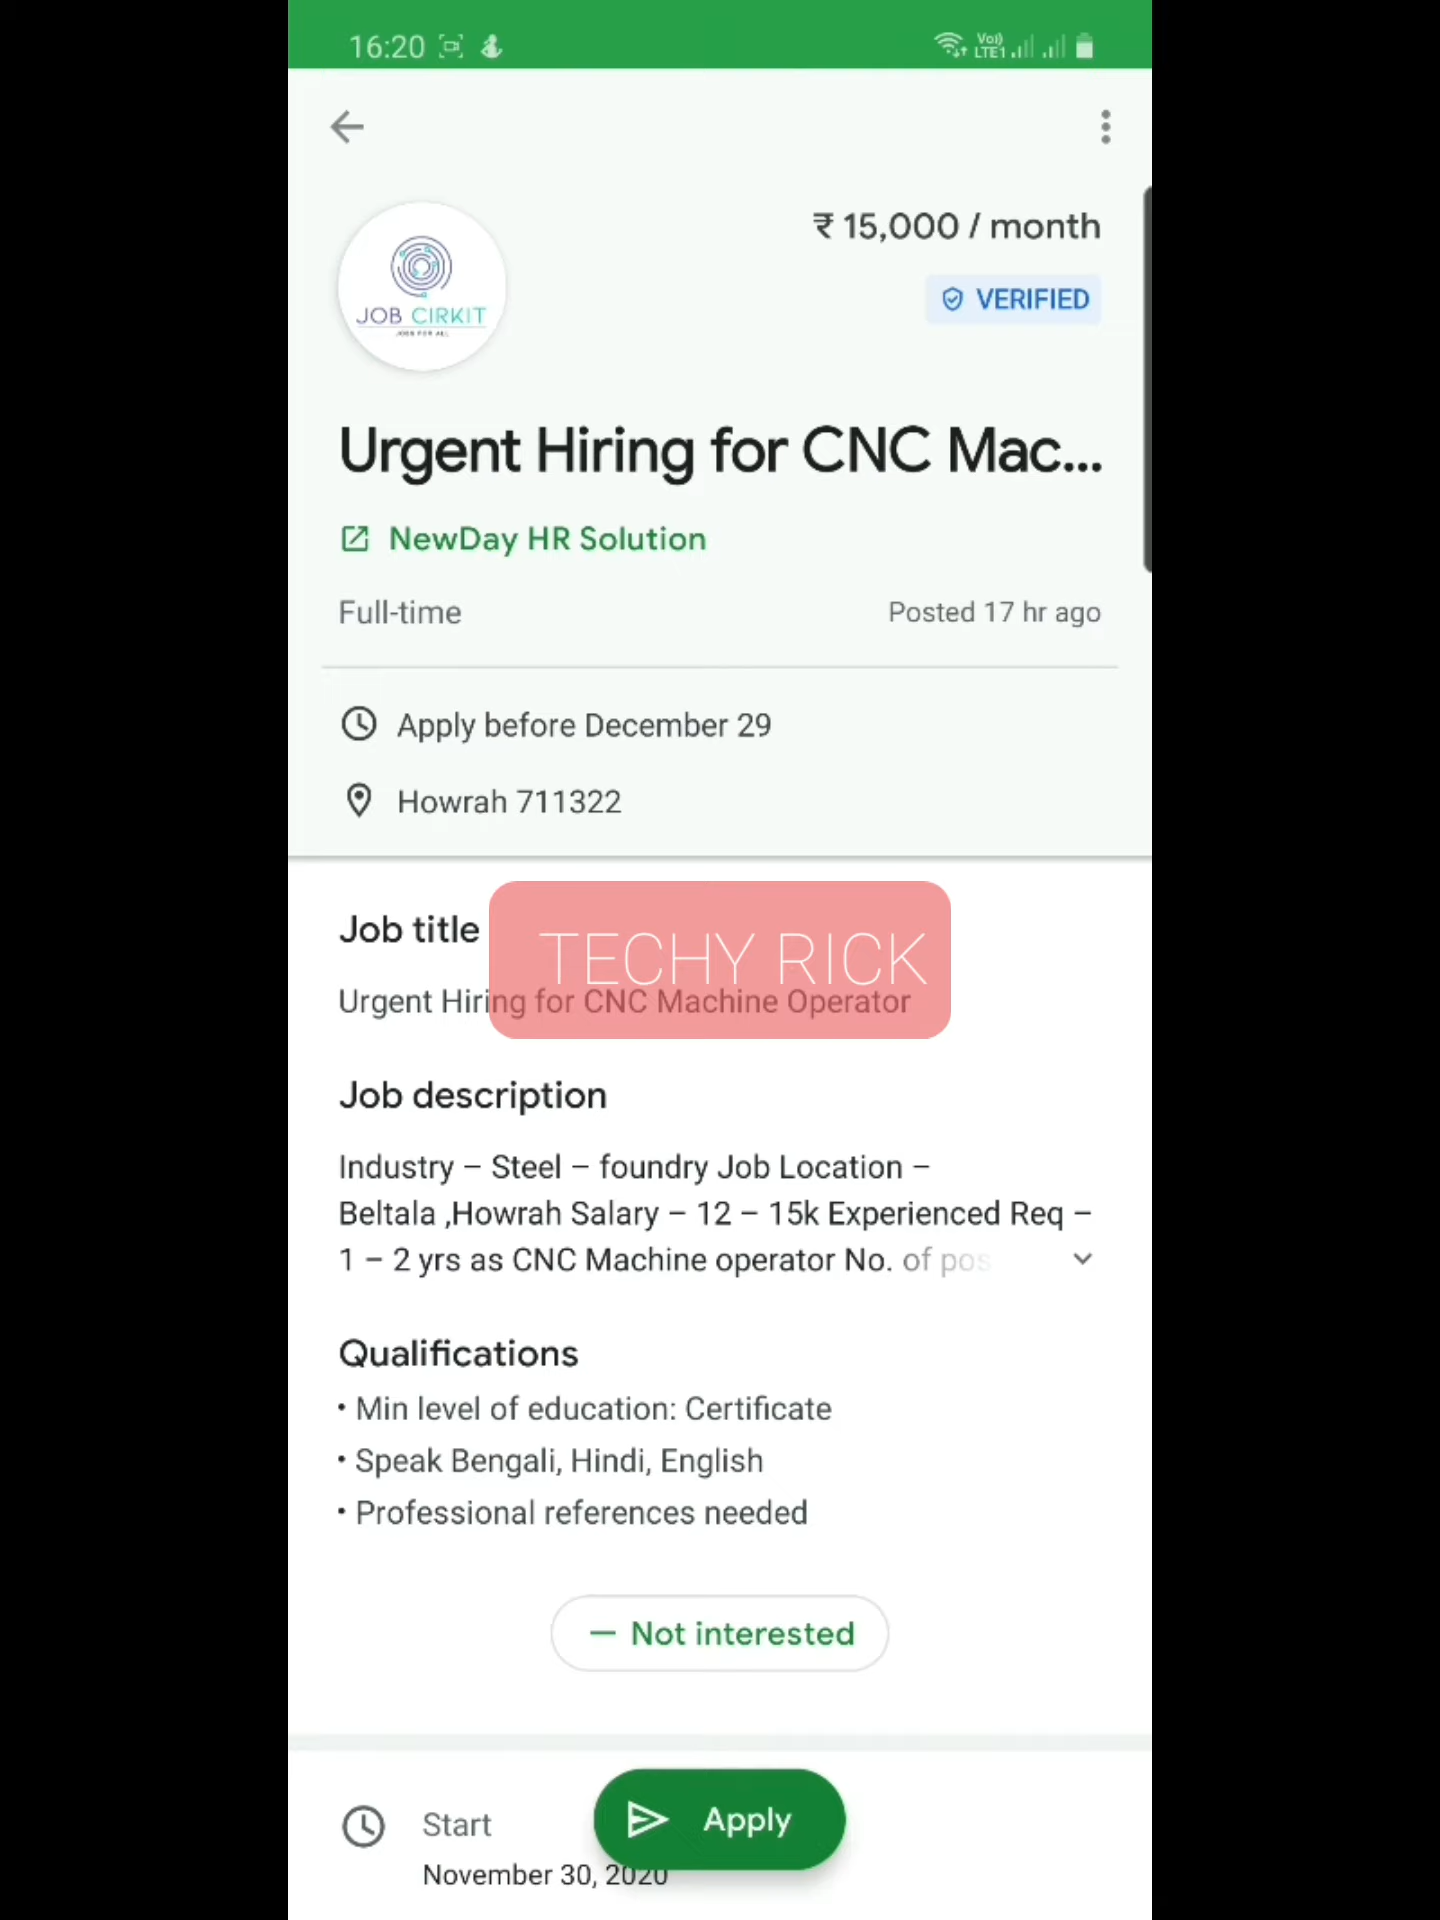 16:20
Vo) LTE1
₹ 15,000 / month
VERIFIED
JOB CIRKIT
JOBS FOR ALL
Urgent Hiring for CNC Mac...
NewDay HR Solution
Full-time
Posted 17 hr ago
Apply before December 29
Howrah 711322
Job title
TECHY RICK
Urgent Hiring for CNC Machine Operator
Job description
Industry – Steel – foundry Job Location –
Beltala ,Howrah Salary – 12 – 15k Experienced Req –
1 – 2 yrs as CNC Machine operator No. of pos
Qualifications
• Min level of education: Certificate
• Speak Bengali, Hindi, English
• Professional references needed
— Not interested
Start
Apply
November 30, 2020